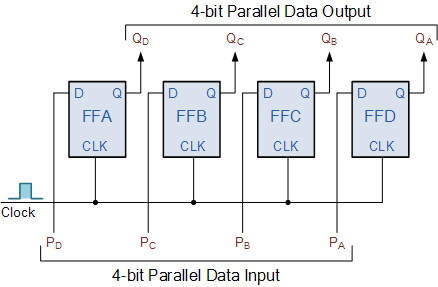 4-bit Parallel Data Output
QD QC QB QA
D Q D Q D Q D Q
FFA FFB FFC FFD
CLK CLK CLK CLK
Clock
PD PC PB PA
4-bit Parallel Data Input